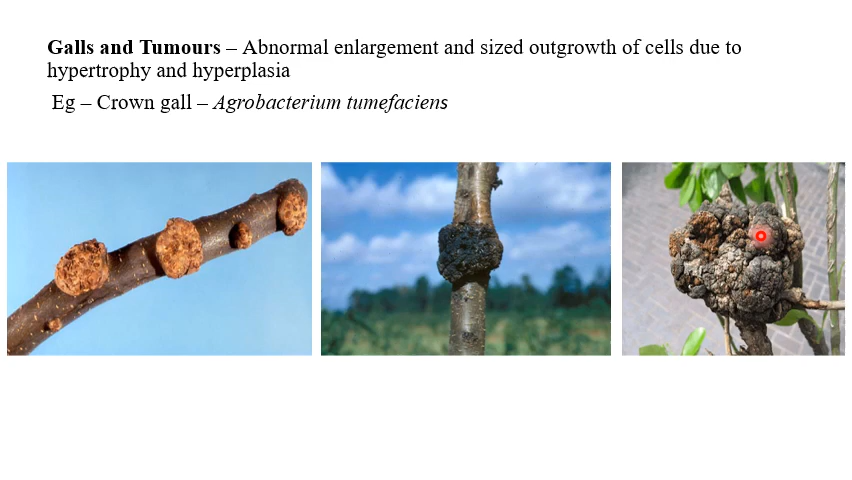 Galls and Tumours – Abnormal enlargement and sized outgrowth of cells due to
hypertrophy and hyperplasia
Eg – Crown gall – Agrobacterium tumefaciens